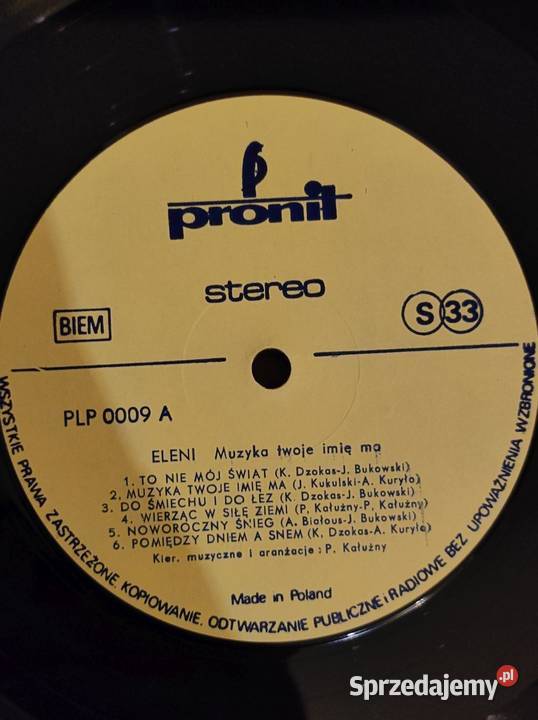 pronit
stereo
BIEM
S 33
PLP 0009 A
ELENI Muzyka twoje imię ma
1. TO NIE MÓJ ŚWIAT (K. Dzokas-J. Bukowski)
2. MUZYKA TWOJE IMIĘ MA (J. Kukulski-A. Kuryło)
3. DO ŚMIECHU I DO ŁEZ (K. Dzokas-J. Bukowski)
4. WIERZĄC W SIŁĘ ZIEMI (P. Kałużny-P. Kałużny)
5. NOWOROCZNY ŚNIEG (A. Białous-J. Bukowski)
6. POMIĘDZY DNIEM A SNEM (K. Dzokas-A. Kuryło)
Kier. muzyczne i aranżacje: P. Kałużny
Made in Poland
WSZYSTKIE PRAWA ZASTRZEŻONE. KOPIOWANIE, ODTWARZANIE PUBLICZNE i RADIOWE BEZ UPOWAŻNIENIA WZBRONIONE
Sprzedajemy.pl